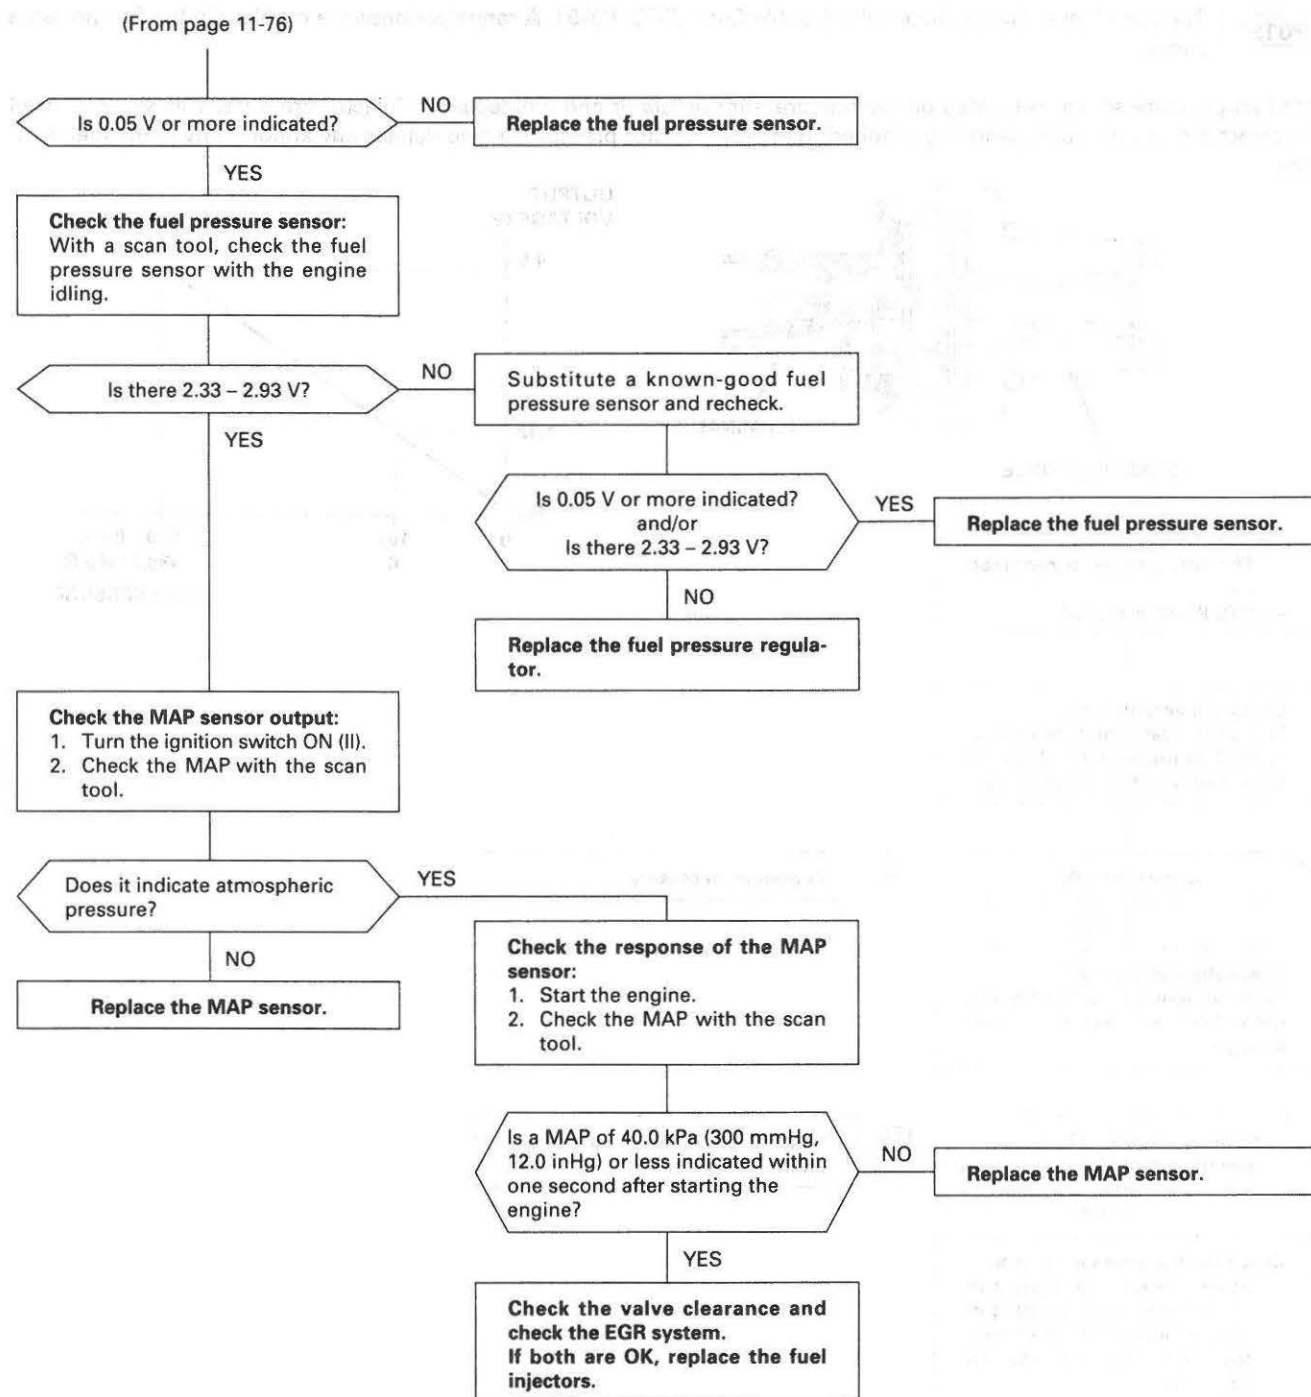 (From page 11-76)
Is 0.05 V or more indicated?
NO
Replace the fuel pressure sensor.
YES
Check the fuel pressure sensor:
With a scan tool, check the fuel
pressure sensor with the engine
idling.
Is there 2.33 – 2.93 V?
NO
Substitute a known-good fuel
pressure sensor and recheck.
YES
Is 0.05 V or more indicated?
and/or
Is there 2.33 – 2.93 V?
YES
Replace the fuel pressure sensor.
NO
Replace the fuel pressure regula-
tor.
Check the MAP sensor output:
1. Turn the ignition switch ON (II).
2. Check the MAP with the scan
tool.
Does it indicate atmospheric
pressure?
YES
NO
Replace the MAP sensor.
Check the response of the MAP
sensor:
1. Start the engine.
2. Check the MAP with the scan
tool.
Is a MAP of 40.0 kPa (300 mmHg,
12.0 inHg) or less indicated within
one second after starting the
engine?
NO
Replace the MAP sensor.
YES
Check the valve clearance and
check the EGR system.
If both are OK, replace the fuel
injectors.